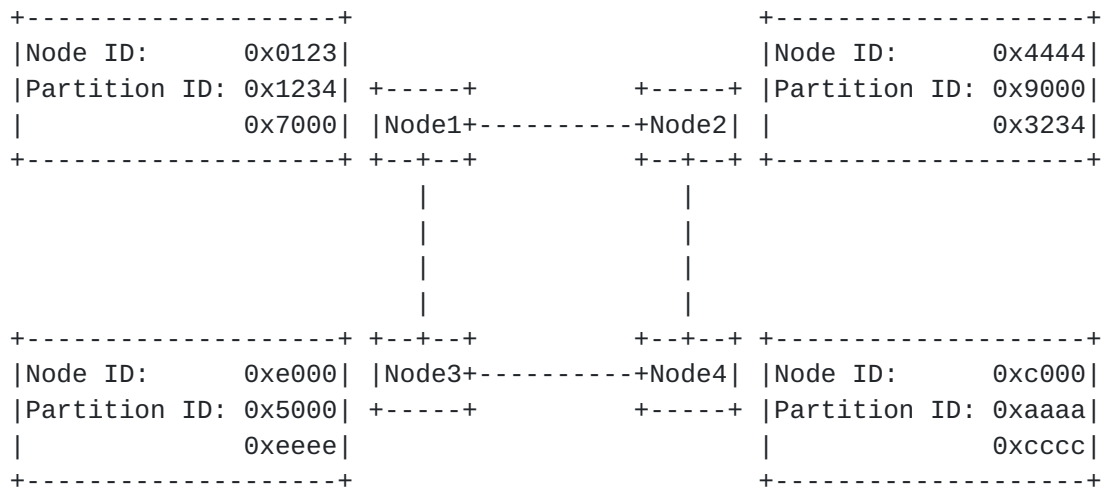 +--------------------+                          +--------------------+
|Node ID:      0x0123|                          |Node ID:      0x4444|
|Partition ID: 0x1234| +-----+          +-----+ |Partition ID: 0x9000|
|              0x7000| |Node1+----------+Node2| |              0x3234|
+--------------------+ +--+--+          +--+--+ +--------------------+
                          |                |
                          |                |
                          |                |
                          |                |
+--------------------+ +--+--+          +--+--+ +--------------------+
|Node ID:      0xe000| |Node3+----------+Node4| |Node ID:      0xc000|
|Partition ID: 0x5000| +-----+          +-----+ |Partition ID: 0xaaaa|
|              0xeeee|                          |              0xcccc|
+--------------------+                          +--------------------+